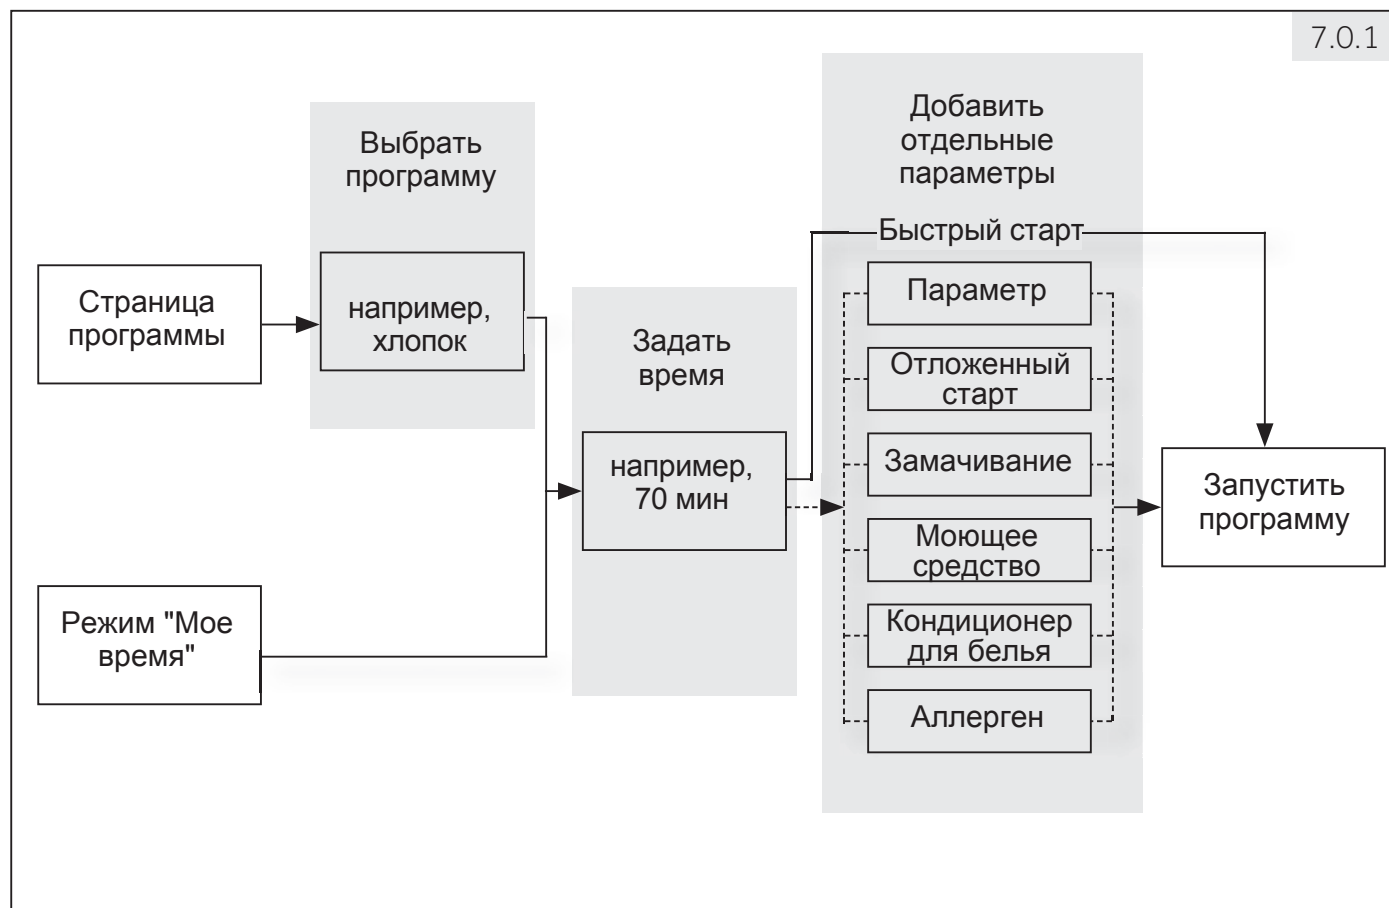 7.0.1
Выбрать
программу
Добавить
отдельные
параметры
Быстрый старт
Страница
программы
например,
хлопок
Задать
время
например,
70 мин
Параметр
Отложенный
старт
Замачивание
Моющее
средство
Кондиционер
для белья
Аллерген
Запустить
программу
Режим "Мое
время"